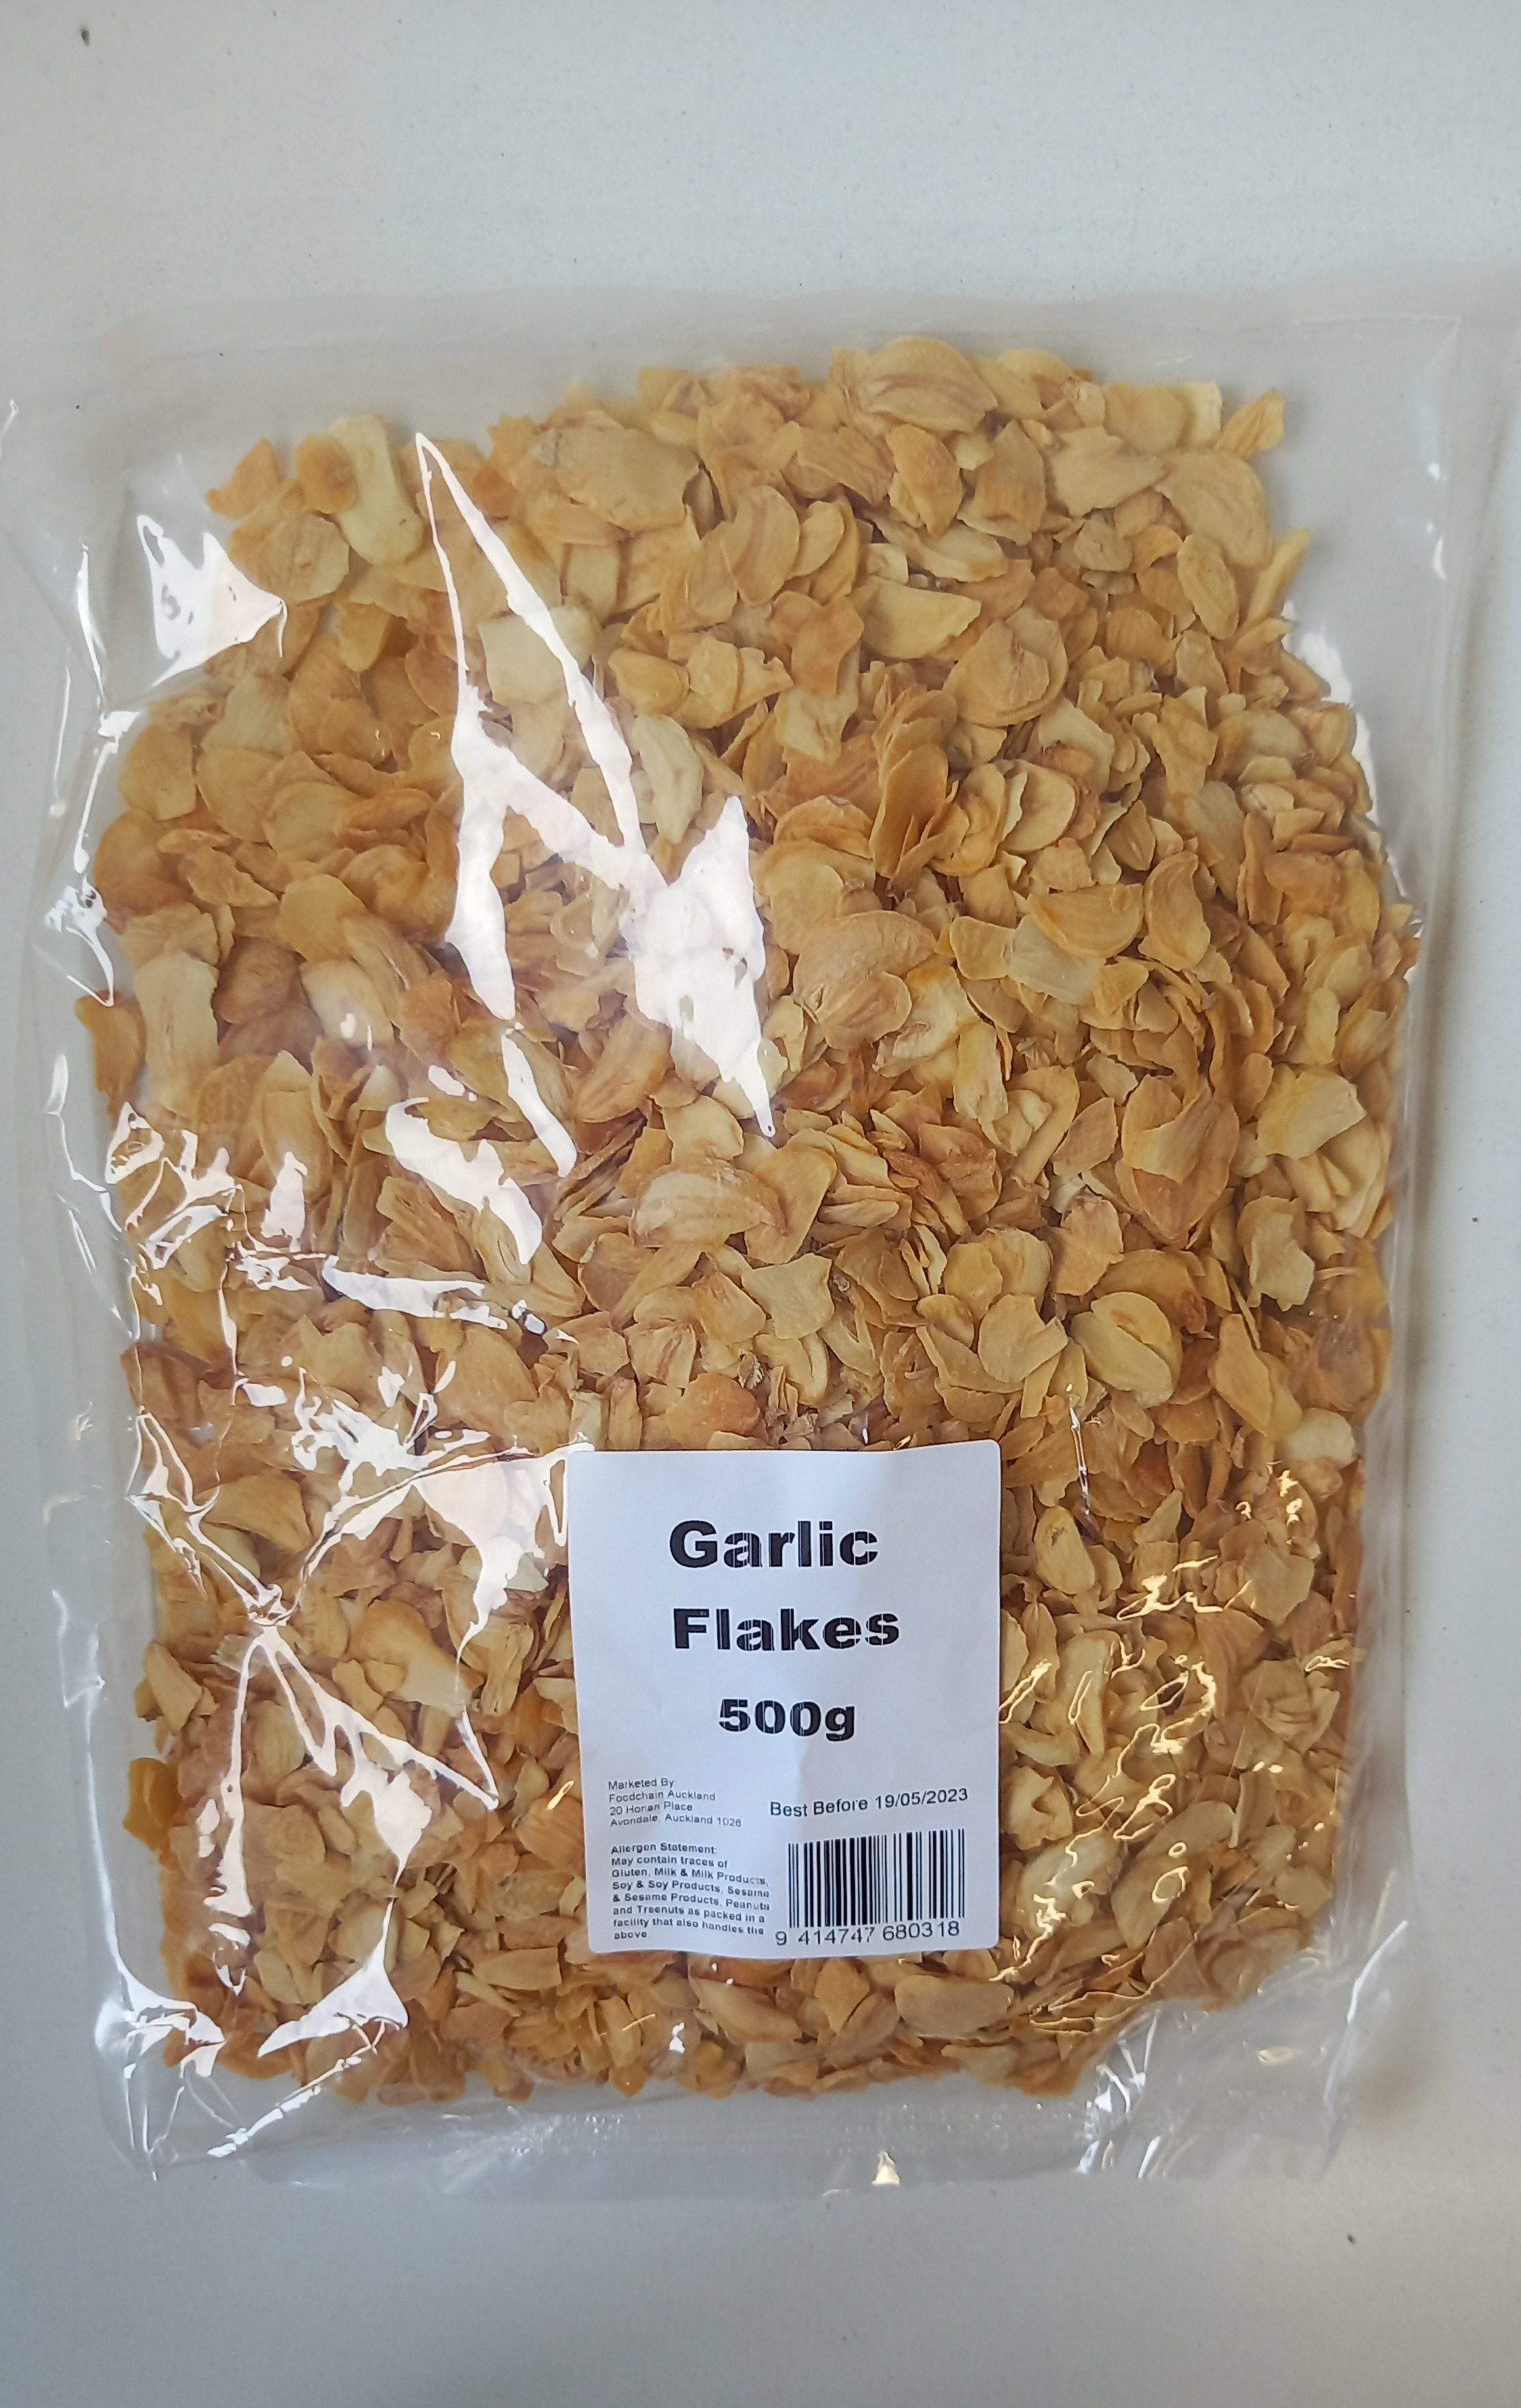 Garlic
Flakes
500g
Marketed By
Foodchain Auckland
20 Honan Place
Avondale, Auckland 1026
Best Before 19/05/2023
Allergen Statement:
May contain traces of
Gluten, Milk & Milk Products,
Soy & Soy Products, Sesame
& Sesame Products, Peanuts
and Treenuts as packed in a
facility that also handles the
above
9 414747 680318